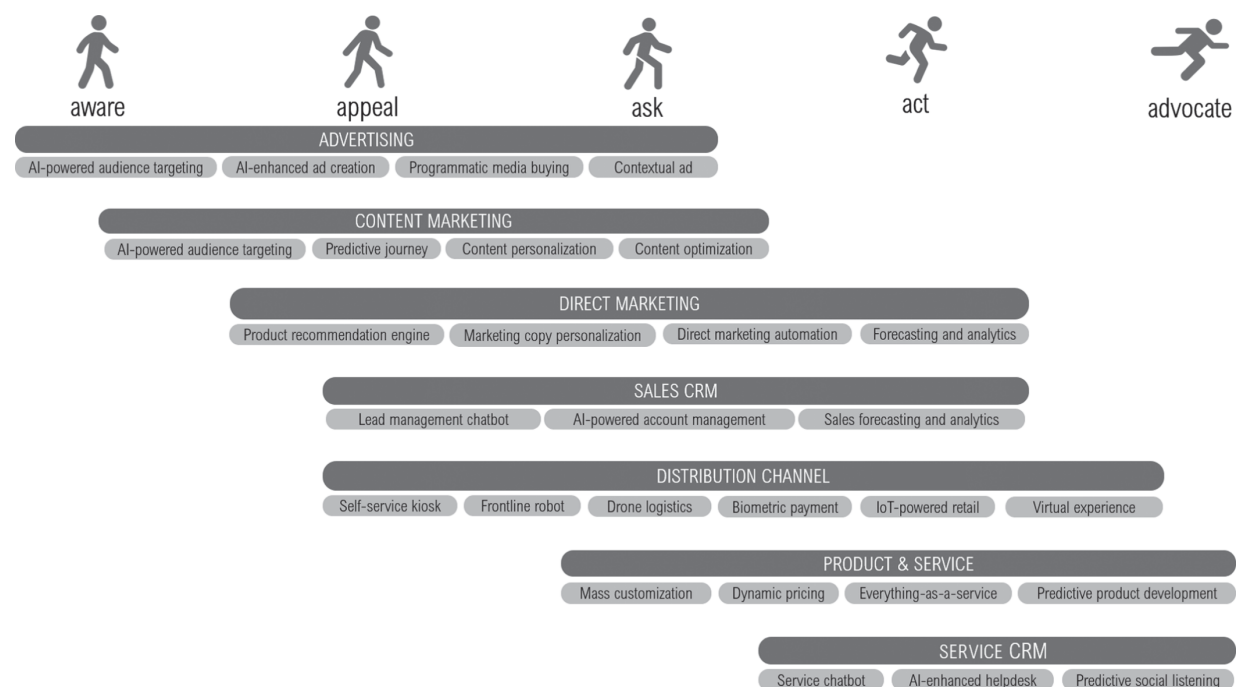 aware appeal ask act advocate
ADVERTISING
AI-powered audience targeting AI-enhanced ad creation Programmatic media buying Contextual ad
CONTENT MARKETING
AI-powered audience targeting Predictive journey Content personalization Content optimization
DIRECT MARKETING
Product recommendation engine Marketing copy personalization Direct marketing automation Forecasting and analytics
SALES CRM
Lead management chatbot AI-powered account management Sales forecasting and analytics
DISTRIBUTION CHANNEL
Self-service kiosk Frontline robot Drone logistics Biometric payment IoT-powered retail Virtual experience
PRODUCT & SERVICE
Mass customization Dynamic pricing Everything-as-a-service Predictive product development
SERVICE CRM
Service chatbot AI-enhanced helpdesk Predictive social listening